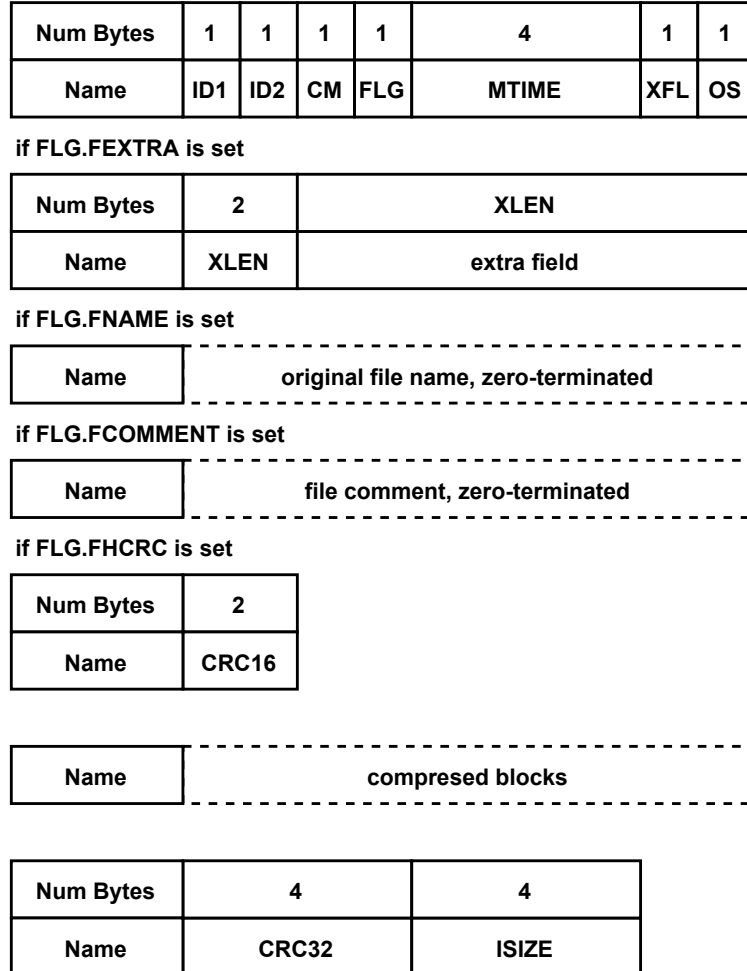 Num Bytes 1 1 1 1 4 1 1
Name ID1 ID2 CM FLG MTIME XFL OS
if FLG.FEXTRA is set
Num Bytes 2 XLEN
Name XLEN extra field
if FLG.FNAME is set
Name original file name, zero-terminated
if FLG.FCOMMENT is set
Name file comment, zero-terminated
if FLG.FHCRC is set
Num Bytes 2
Name CRC16
Name compresed blocks
Num Bytes 4 4
Name CRC32 ISIZE